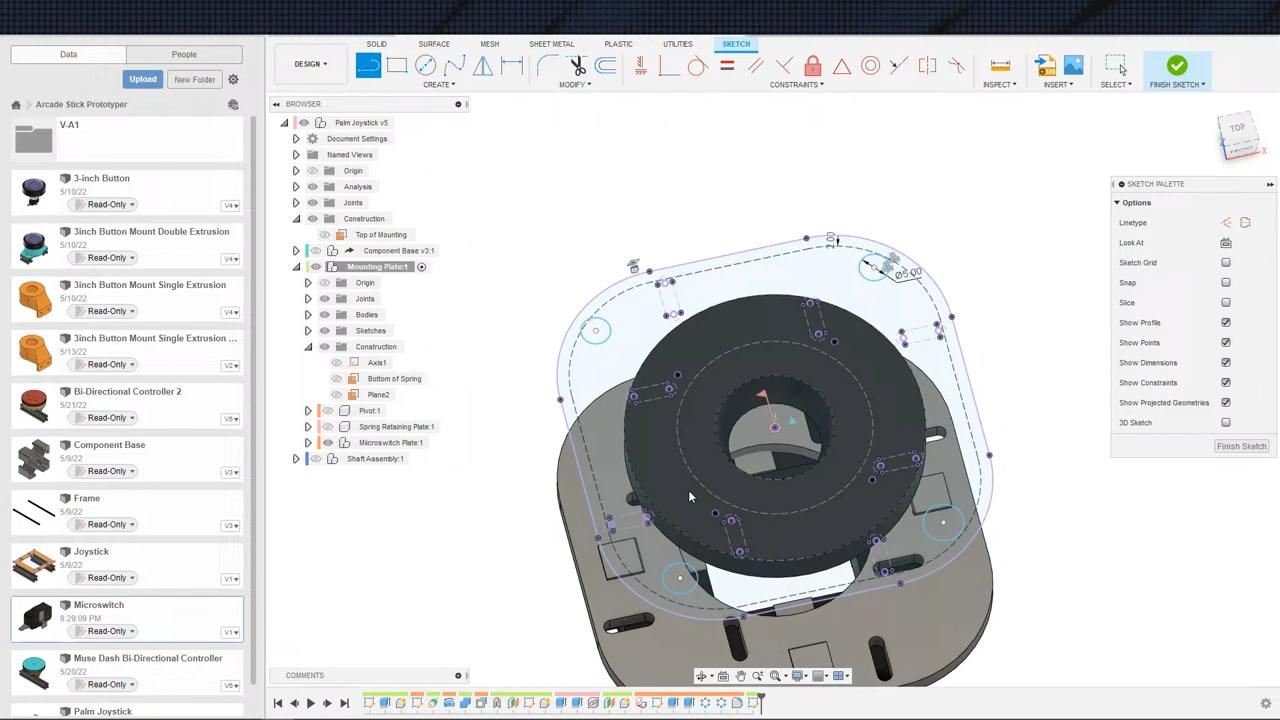 Data People
Upload New Folder
Arcade Stick Prototyper
V-A1
3-inch Button
5/10/22
Read-Only V4
3inch Button Mount Double Extrusion
5/10/22
Read-Only V4
3inch Button Mount Single Extrusion
5/10/22
Read-Only V4
3inch Button Mount Single Extrusion ...
5/13/22
Read-Only V2
Bi-Directional Controller 2
5/21/22
Read-Only
Component Base
5/9/22
Read-Only V3
Frame
5/9/22
Read-Only V3
Joystick
5/9/22
Read-Only V1
Microswitch
8:29:09 PM
Read-Only V1
Muse Dash Bi-Directional Controller
5/20/22
Read-Only
Palm Joystick
DESIGN
SOLID SURFACE MESH SHEET METAL PLASTIC UTILITIES SKETCH
CREATE MODIFY CONSTRAINTS INSPECT INSERT SELECT FINISH SKETCH
BROWSER
Palm Joystick v5
Document Settings
Named Views
Origin
Analysis
Joints
Construction
Top of Mounting
Component Base v3:1
Mounting Plate:1
Origin
Joints
Bodies
Sketches
Construction
Axis1
Bottom of Spring
Plane2
Pivot:1
Spring Retaining Plate:1
Microswitch Plate:1
Shaft Assembly:1
2.00
Ø5.00
TOP
FRONT
X
Z
SKETCH PALETTE
Options
Linetype
Look At
Sketch Grid
Snap
Slice
Show Profile
Show Points
Show Dimensions
Show Constraints
Show Projected Geometries
3D Sketch
Finish Sketch
COMMENTS